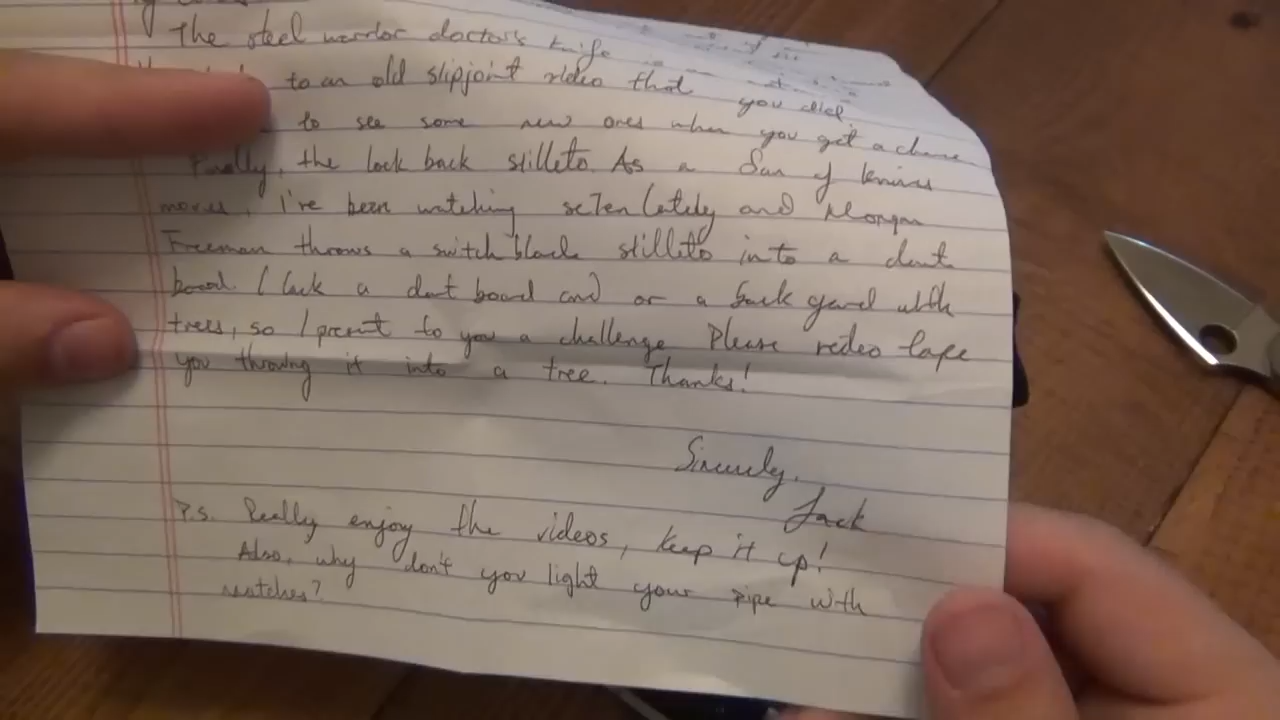 The steel warrior doctor's knife
to an old slipjoint video that you did.
to see some new ones when you get a chance
Finally, the lock back stilleto. As a fan of knives
movies, I've been watching se7en lately and Morgan
Freeman throws a switch blade stilleto into a dart
board. I lack a dart board and or a back yard with
trees, so I present to you a challenge Please video tape
you throwing it into a tree. Thanks!
Sincerely,
Jack
P.S. Really enjoy the videos, keep it up!
Also, why don't you light your pipe with
matches?